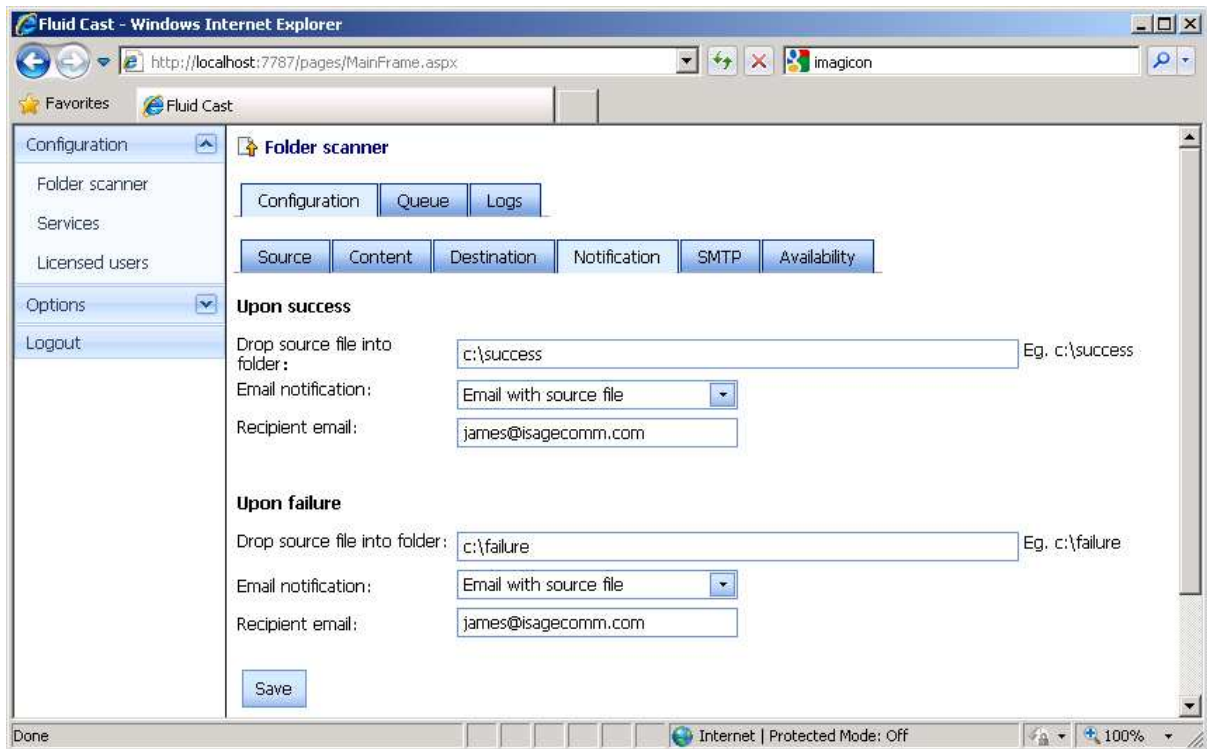 Fluid Cast - Windows Internet Explorer
http://localhost:7787/pages/MainFrame.aspx
imagicon
Favorites
Fluid Cast
Configuration
Folder scanner
Services
Licensed users
Options
Logout
Folder scanner
Configuration Queue Logs
Source Content Destination Notification SMTP Availability
Upon success
Drop source file into
folder:
c:\success
Eg. c:\success
Email notification:
Email with source file
Recipient email:
james@isagecomm.com
Upon failure
Drop source file into folder:
c:\failure
Eg. c:\failure
Email notification:
Email with source file
Recipient email:
james@isagecomm.com
Save
Done
Internet | Protected Mode: Off
100%